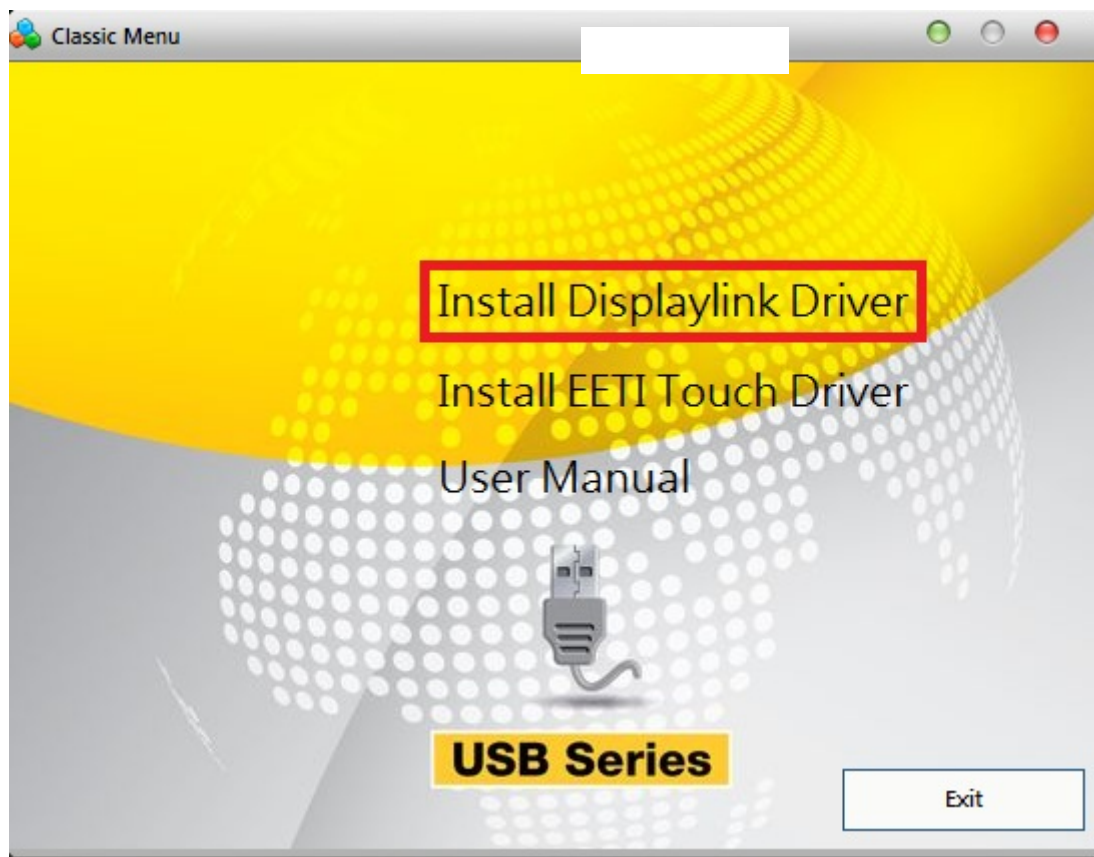 Classic Menu
Install Displaylink Driver
Install EETI Touch Driver
User Manual
USB Series
Exit